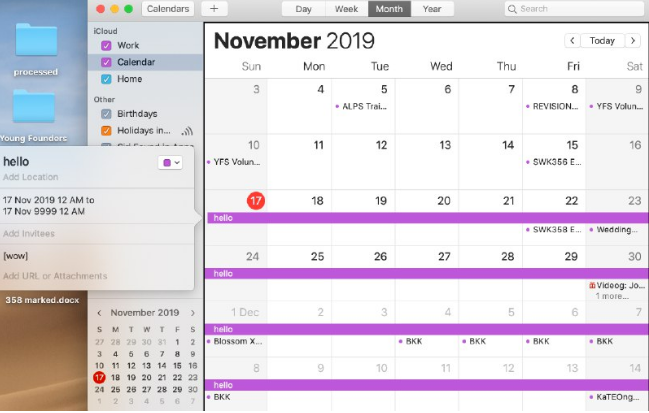 Calendars
+
Day Week Month Year
Search
iCloud
Work
Calendar
Home
Other
Birthdays
Holidays in...
processed
Young Founders
November 2019
< Today >
Sun Mon Tue Wed Thu Fri Sat
3 4 5 6 7 8 9
ALPS Trai... REVISION... YFS Volun...
10 11 12 13 14 15 16
YFS Volun... SWK356 E...
17 18 19 20 21 22 23
hello
SWK358 E... Wedding...
24 25 26 27 28 29 30
hello
Videog: Jo...
1 more...
1 Dec 2 3 4 5 6 7
hello
Blossom X... BKK BKK BKK BKK
8 9 10 11 12 13 14
hello
BKK KaTEOng...
hello
Add Location
17 Nov 2019 12 AM to
17 Nov 9999 12 AM
Add Invitees
[wow]
Add URL or Attachments
358 marked.docx
< November 2019 >
S M T W T F S
27 28 29 30 31 1 2
3 4 5 6 7 8 9
10 11 12 13 14 15 16
17 18 19 20 21 22 23
24 25 26 27 28 29 30
1 2 3 4 5 6 7